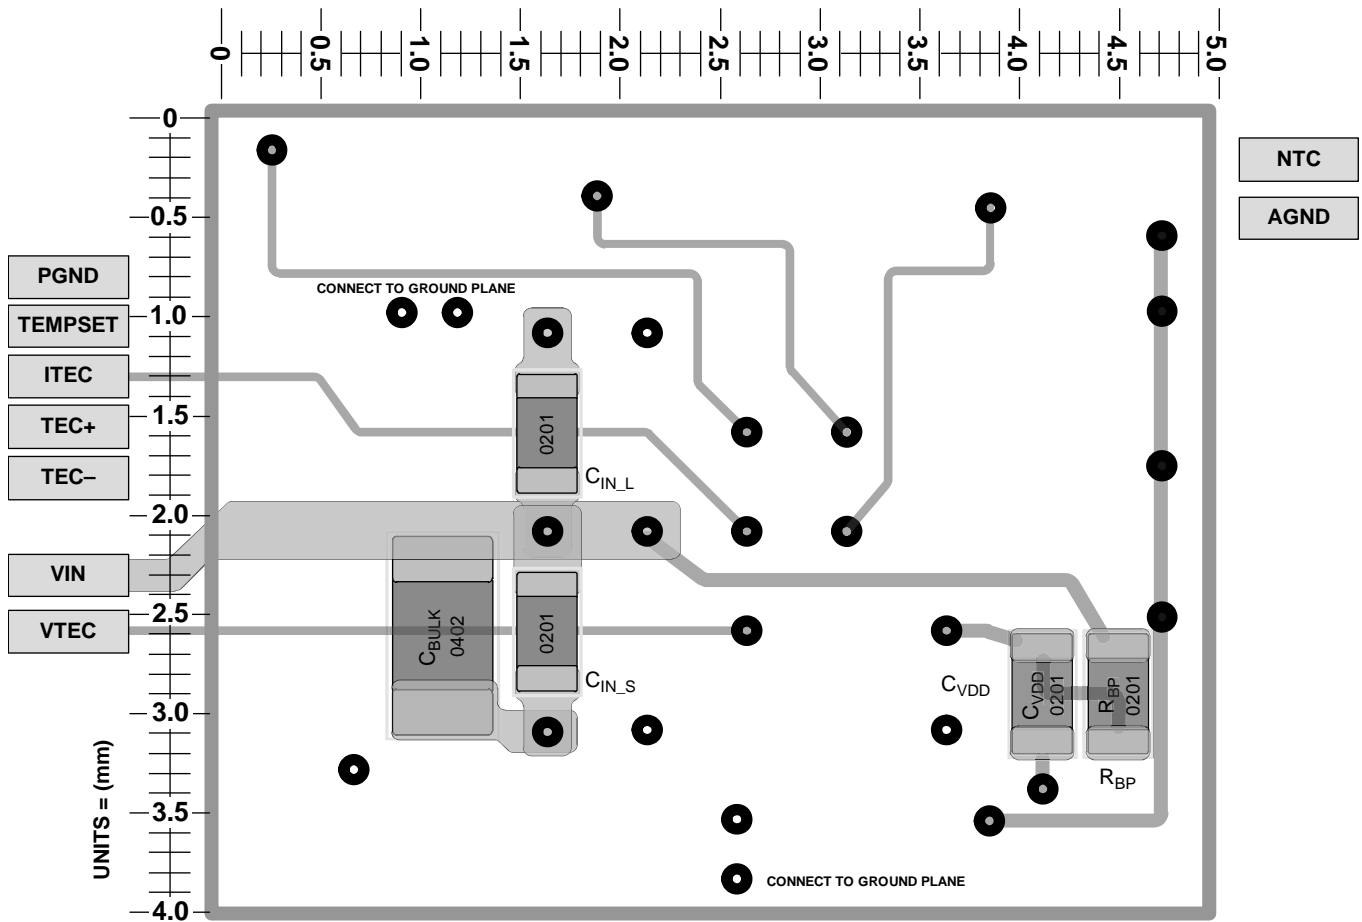 0
0.5
1.0
1.5
2.0
2.5
3.0
3.5
4.0
4.5
5.0
0
0.5
1.0
1.5
2.0
2.5
3.0
3.5
4.0
UNITS = (mm)
NTC
AGND
PGND
TEMPSET
ITEC
TEC+
TEC–
VIN
VTEC
CONNECT TO GROUND PLANE
0201
CIN_L
CBULK
0402
0201
CIN_S
CVDD
CVDD
0201
RBP
0201
RBP
CONNECT TO GROUND PLANE